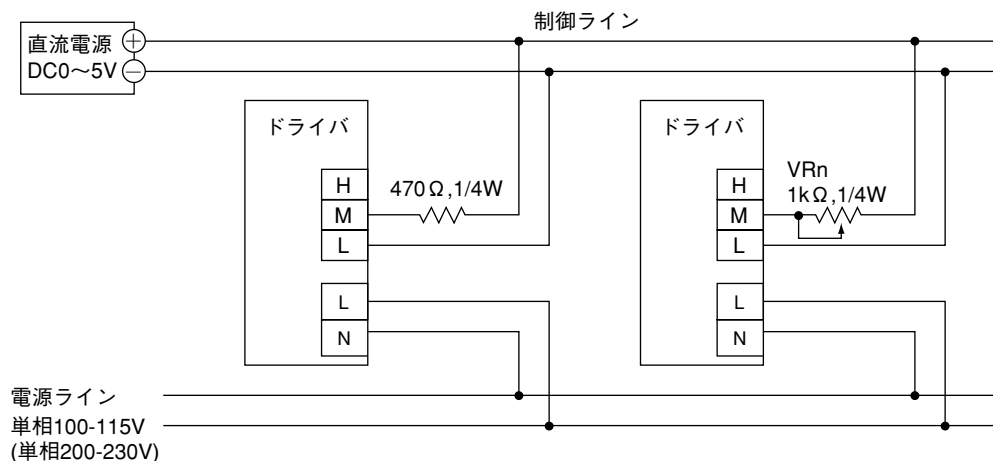 制御ライン
直流電源
DC0～5V
+
−
ドライバ
H
M
L
L
N
470Ω,1/4W
ドライバ
H
M
L
L
N
VRn
1kΩ,1/4W
電源ライン
単相100-115V
(単相200-230V)